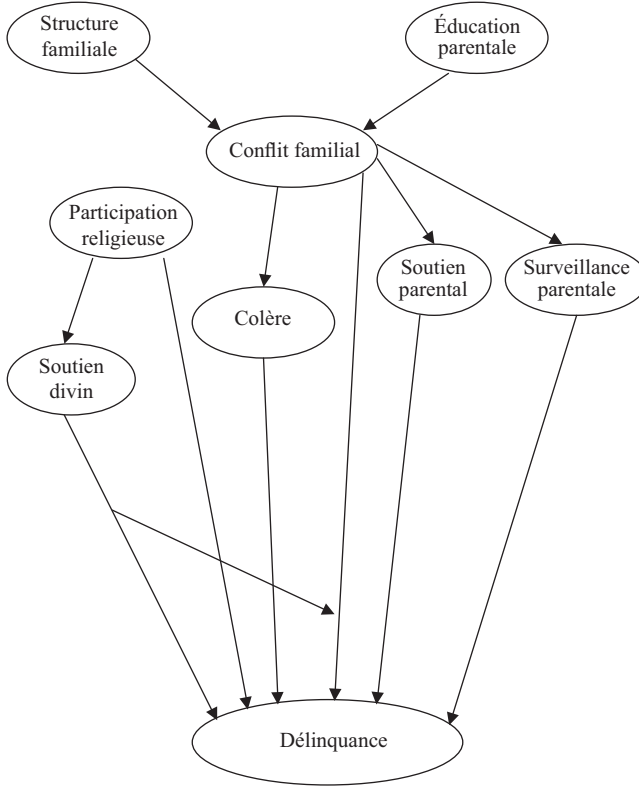 Structure
familiale
Éducation
parentale
Conflit familial
Participation
religieuse
Soutien
parental
Surveillance
parentale
Colère
Soutien
divin
Délinquance